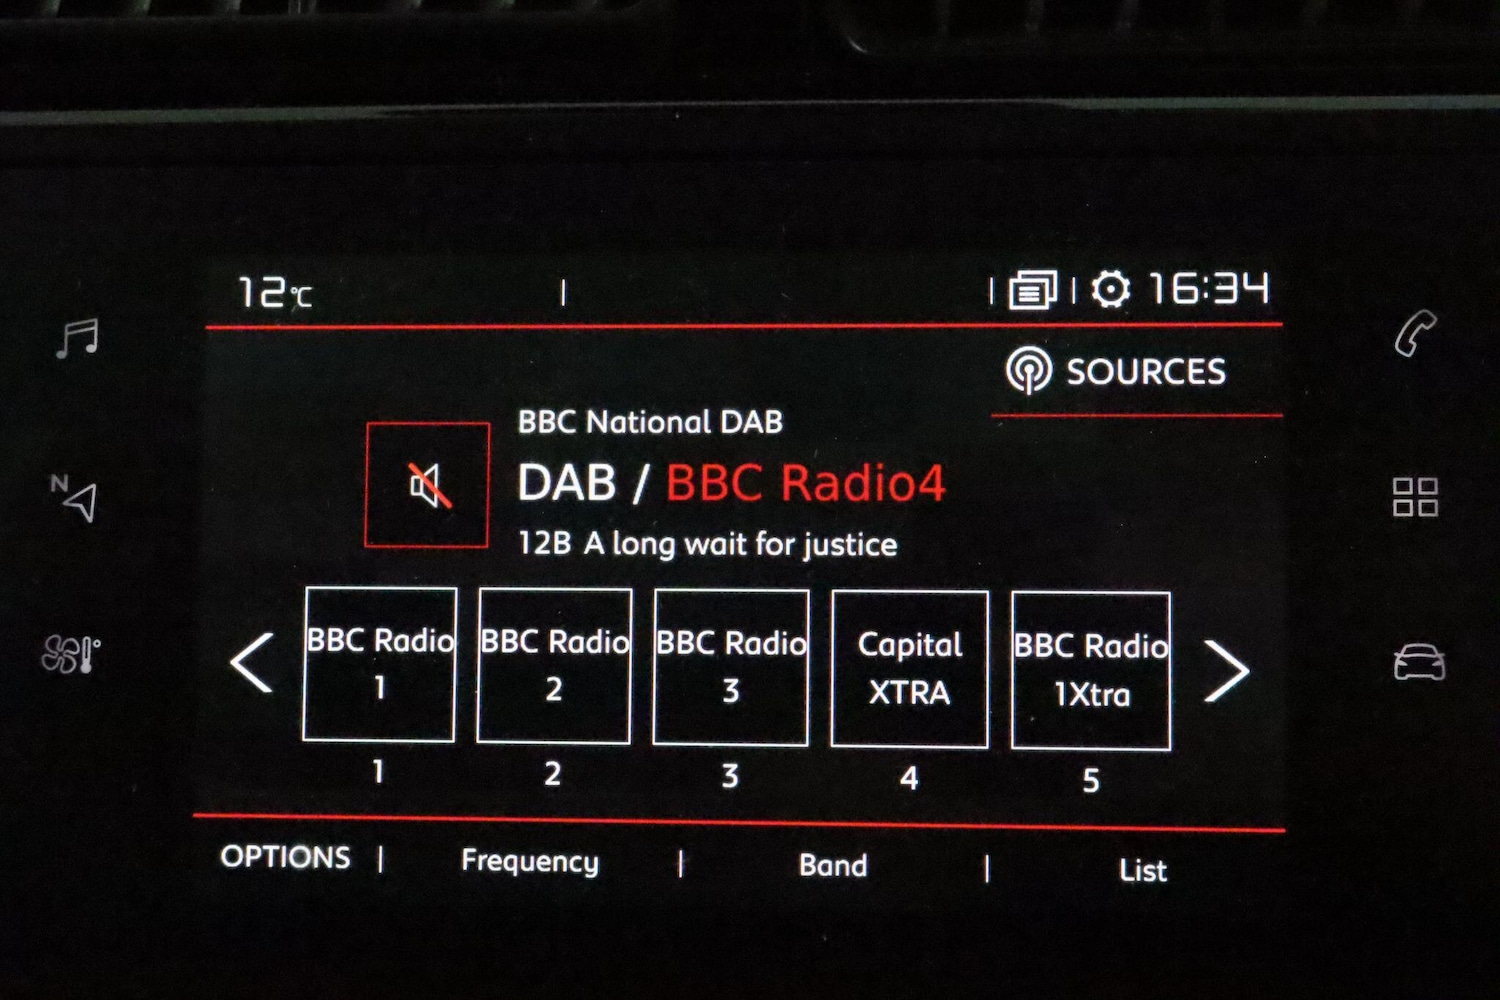 12°C
16:34
SOURCES
BBC National DAB
DAB / BBC Radio4
12B A long wait for justice
N
BBC Radio
1
BBC Radio
2
BBC Radio
3
Capital
XTRA
BBC Radio
1Xtra
1 2 3 4 5
OPTIONS | Frequency | Band | List